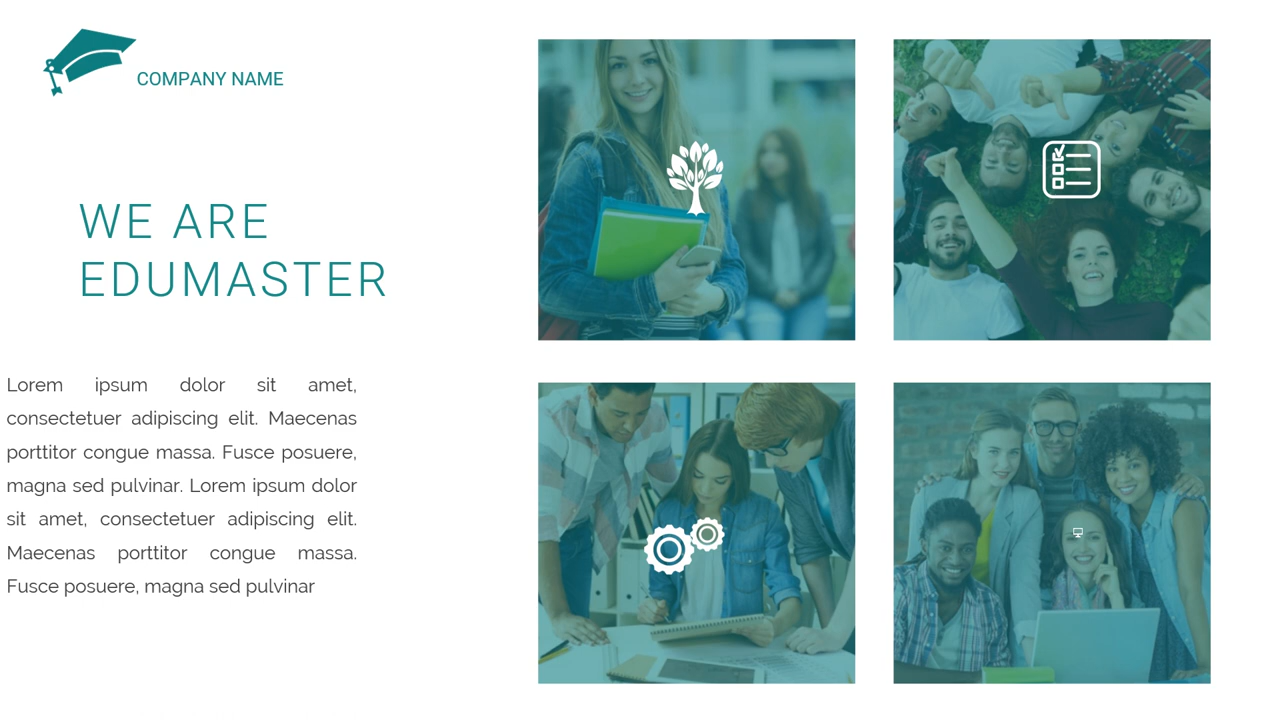 COMPANY NAME
WE ARE
EDUMASTER
Lorem ipsum dolor sit amet,
consectetuer adipiscing elit. Maecenas
porttitor congue massa. Fusce posuere,
magna sed pulvinar. Lorem ipsum dolor
sit amet, consectetuer adipiscing elit.
Maecenas porttitor congue massa.
Fusce posuere, magna sed pulvinar